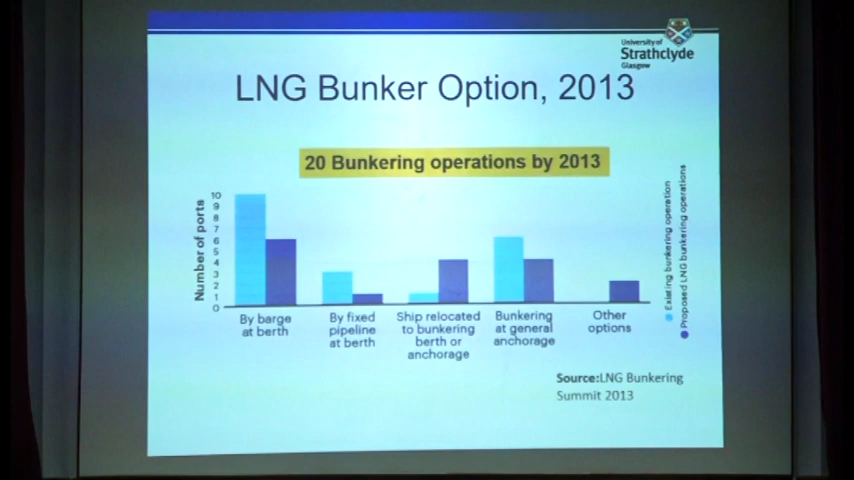 University of
Strathclyde
Glasgow
LNG Bunker Option, 2013
20 Bunkering operations by 2013
Number of ports
10
9
8
7
6
5
4
3
2
1
0
By barge
at berth
By fixed
pipeline
at berth
Ship relocated
to bunkering
berth or
anchorage
Bunkering
at general
anchorage
Other
options
Existing bunkering operation
Proposed LNG bunkering operations
Source:LNG Bunkering
Summit 2013